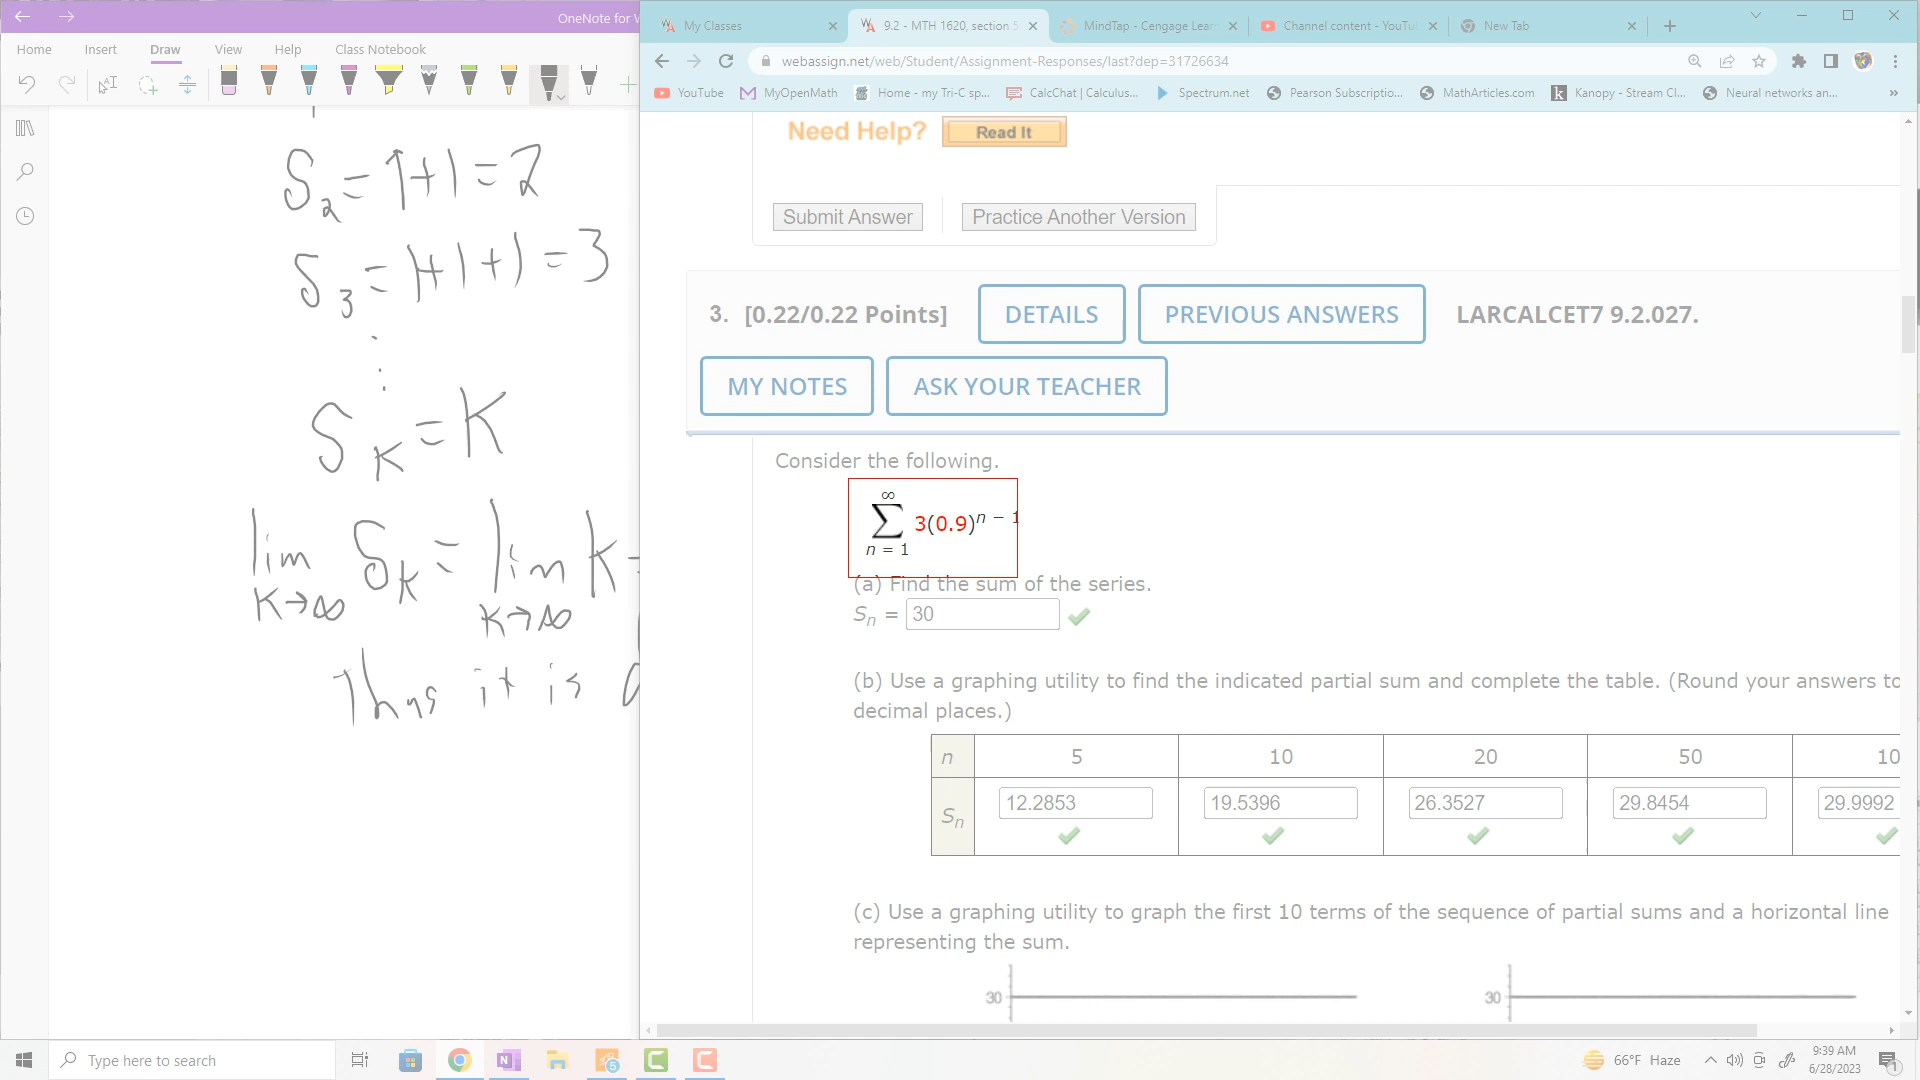 OneNote for W
Home Insert Draw View Help Class Notebook
S2 = 1+1 = 2
S3 = 1+1+1 = 3
SK = K
lim SK = lim K
K→∞ K→∞
Thus it is
My Classes
9.2 - MTH 1620, section 5
MindTap - Cengage Lear
Channel content - YouTu
New Tab
webassign.net/web/Student/Assignment-Responses/last?dep=31726634
YouTube MyOpenMath Home - my Tri-C sp... CalcChat | Calculus... Spectrum.net Pearson Subscriptio... MathArticles.com Kanopy - Stream Cl... Neural networks an... »
Need Help? Read It
Submit Answer Practice Another Version
3. [0.22/0.22 Points] DETAILS PREVIOUS ANSWERS LARCALCET7 9.2.027.
MY NOTES ASK YOUR TEACHER
Consider the following.
∞
∑ 3(0.9)^n − 1
n = 1
(a) Find the sum of the series.
Sn = 30
(b) Use a graphing utility to find the indicated partial sum and complete the table. (Round your answers to
decimal places.)
n 5 10 20 50 10
Sn 12.2853 19.5396 26.3527 29.8454 29.9992
(c) Use a graphing utility to graph the first 10 terms of the sequence of partial sums and a horizontal line
representing the sum.
30 30
Type here to search
5
66°F Haze
9:39 AM
6/28/2023
1